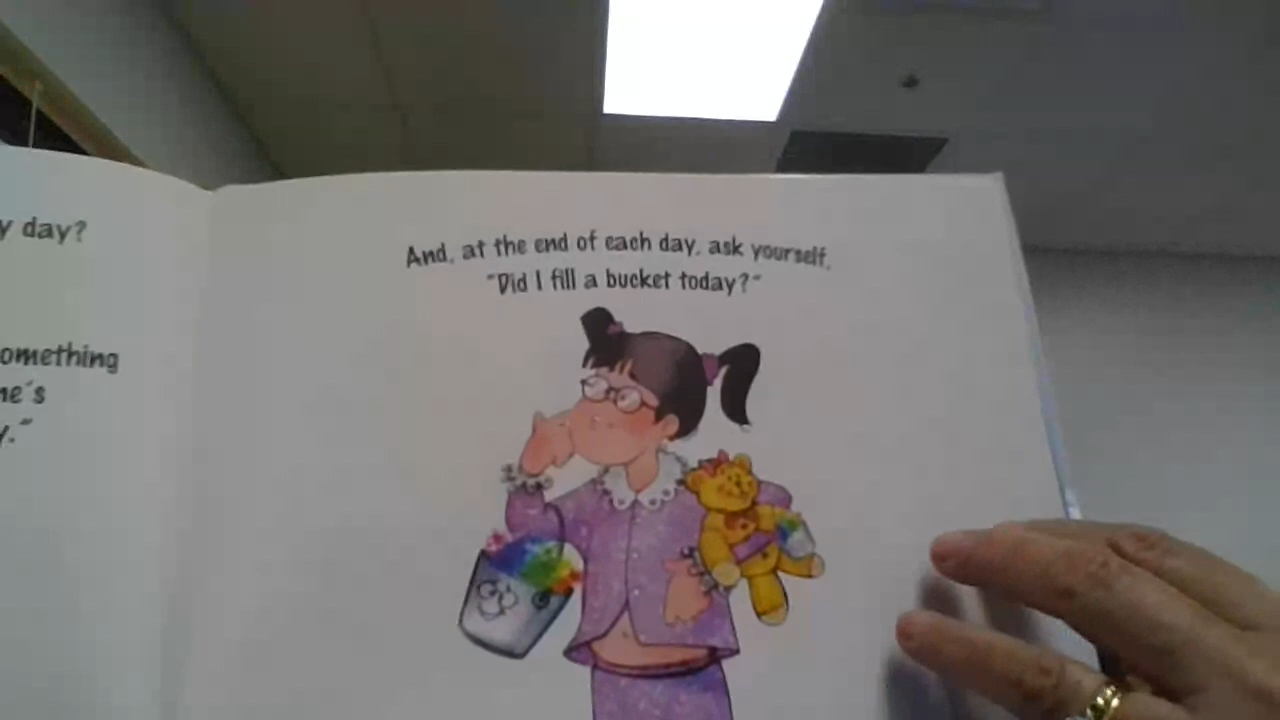 y day?
omething
ne's
y."
And, at the end of each day, ask yourself,
"Did I fill a bucket today?"